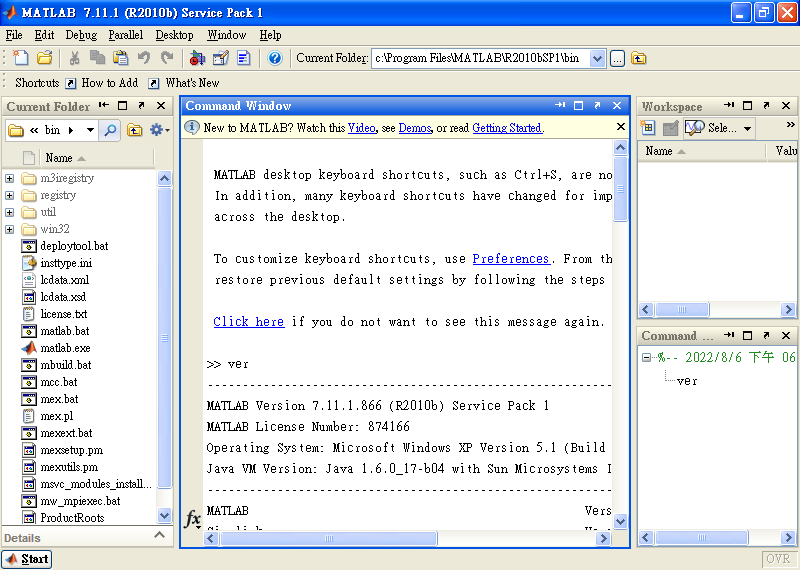 MATLAB 7.11.1 (R2010b) Service Pack 1
File Edit Debug Parallel Desktop Window Help
Current Folder: c:\Program Files\MATLAB\R2010bSP1\bin
Shortcuts How to Add What's New
Current Folder
« bin
Name
m3iregistry
registry
util
win32
deploytool.bat
insttype.ini
lcdata.xml
lcdata.xsd
license.txt
matlab.bat
matlab.exe
mbuild.bat
mcc.bat
mex.bat
mex.pl
mexext.bat
mexsetup.pm
mexutils.pm
msvc_modules_install...
mw_mpiexec.bat
ProductRoots
Details
Command Window
New to MATLAB? Watch this Video, see Demos, or read Getting Started.
MATLAB desktop keyboard shortcuts, such as Ctrl+S, are no
In addition, many keyboard shortcuts have changed for imp
across the desktop.
To customize keyboard shortcuts, use Preferences. From th
restore previous default settings by following the steps
Click here if you do not want to see this message again.
>> ver
-------------------------------------------------------
MATLAB Version 7.11.1.866 (R2010b) Service Pack 1
MATLAB License Number: 874166
Operating System: Microsoft Windows XP Version 5.1 (Build
Java VM Version: Java 1.6.0_17-b04 with Sun Microsystems I
-------------------------------------------------------
MATLAB Vers
fx
Workspace
Sele...
Name Valu
Command ...
%-- 2022/8/6 下午 06
ver
Start
OVR